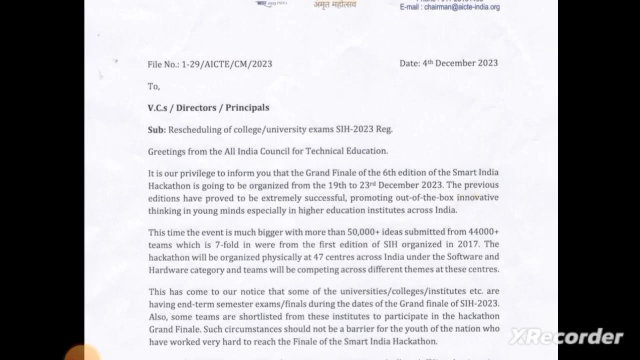 अमृत महोत्सव
E-mail : chairman@aicte-india.org
File No.: 1-29/AICTE/CM/2023 Date: 4th December 2023
To,
V.C.s / Directors / Principals
Sub: Rescheduling of college/university exams SIH-2023 Reg.
Greetings from the All India Council for Technical Education.
It is our privilege to inform you that the Grand Finale of the 6th edition of the Smart India
Hackathon is going to be organized from the 19th to 23rd December 2023. The previous
editions have proved to be extremely successful, promoting out-of-the-box innovative
thinking in young minds especially in higher education institutes across India.
This time the event is much bigger with more than 50,000+ ideas submitted from 44000+
teams which is 7-fold in were from the first edition of SIH organized in 2017. The
hackathon will be organized physically at 47 centres across India under the Software and
Hardware category and teams will be competing across different themes at these centres.
This has come to our notice that some of the universities/colleges/institutes etc. are
having end-term semester exams/finals during the dates of the Grand finale of SIH-2023.
Also, some teams are shortlisted from these institutes to participate in the hackathon
Grand Finale. Such circumstances should not be a barrier for the youth of the nation who
have worked very hard to reach the Finale of the Smart India Hackathon.
XRecorder